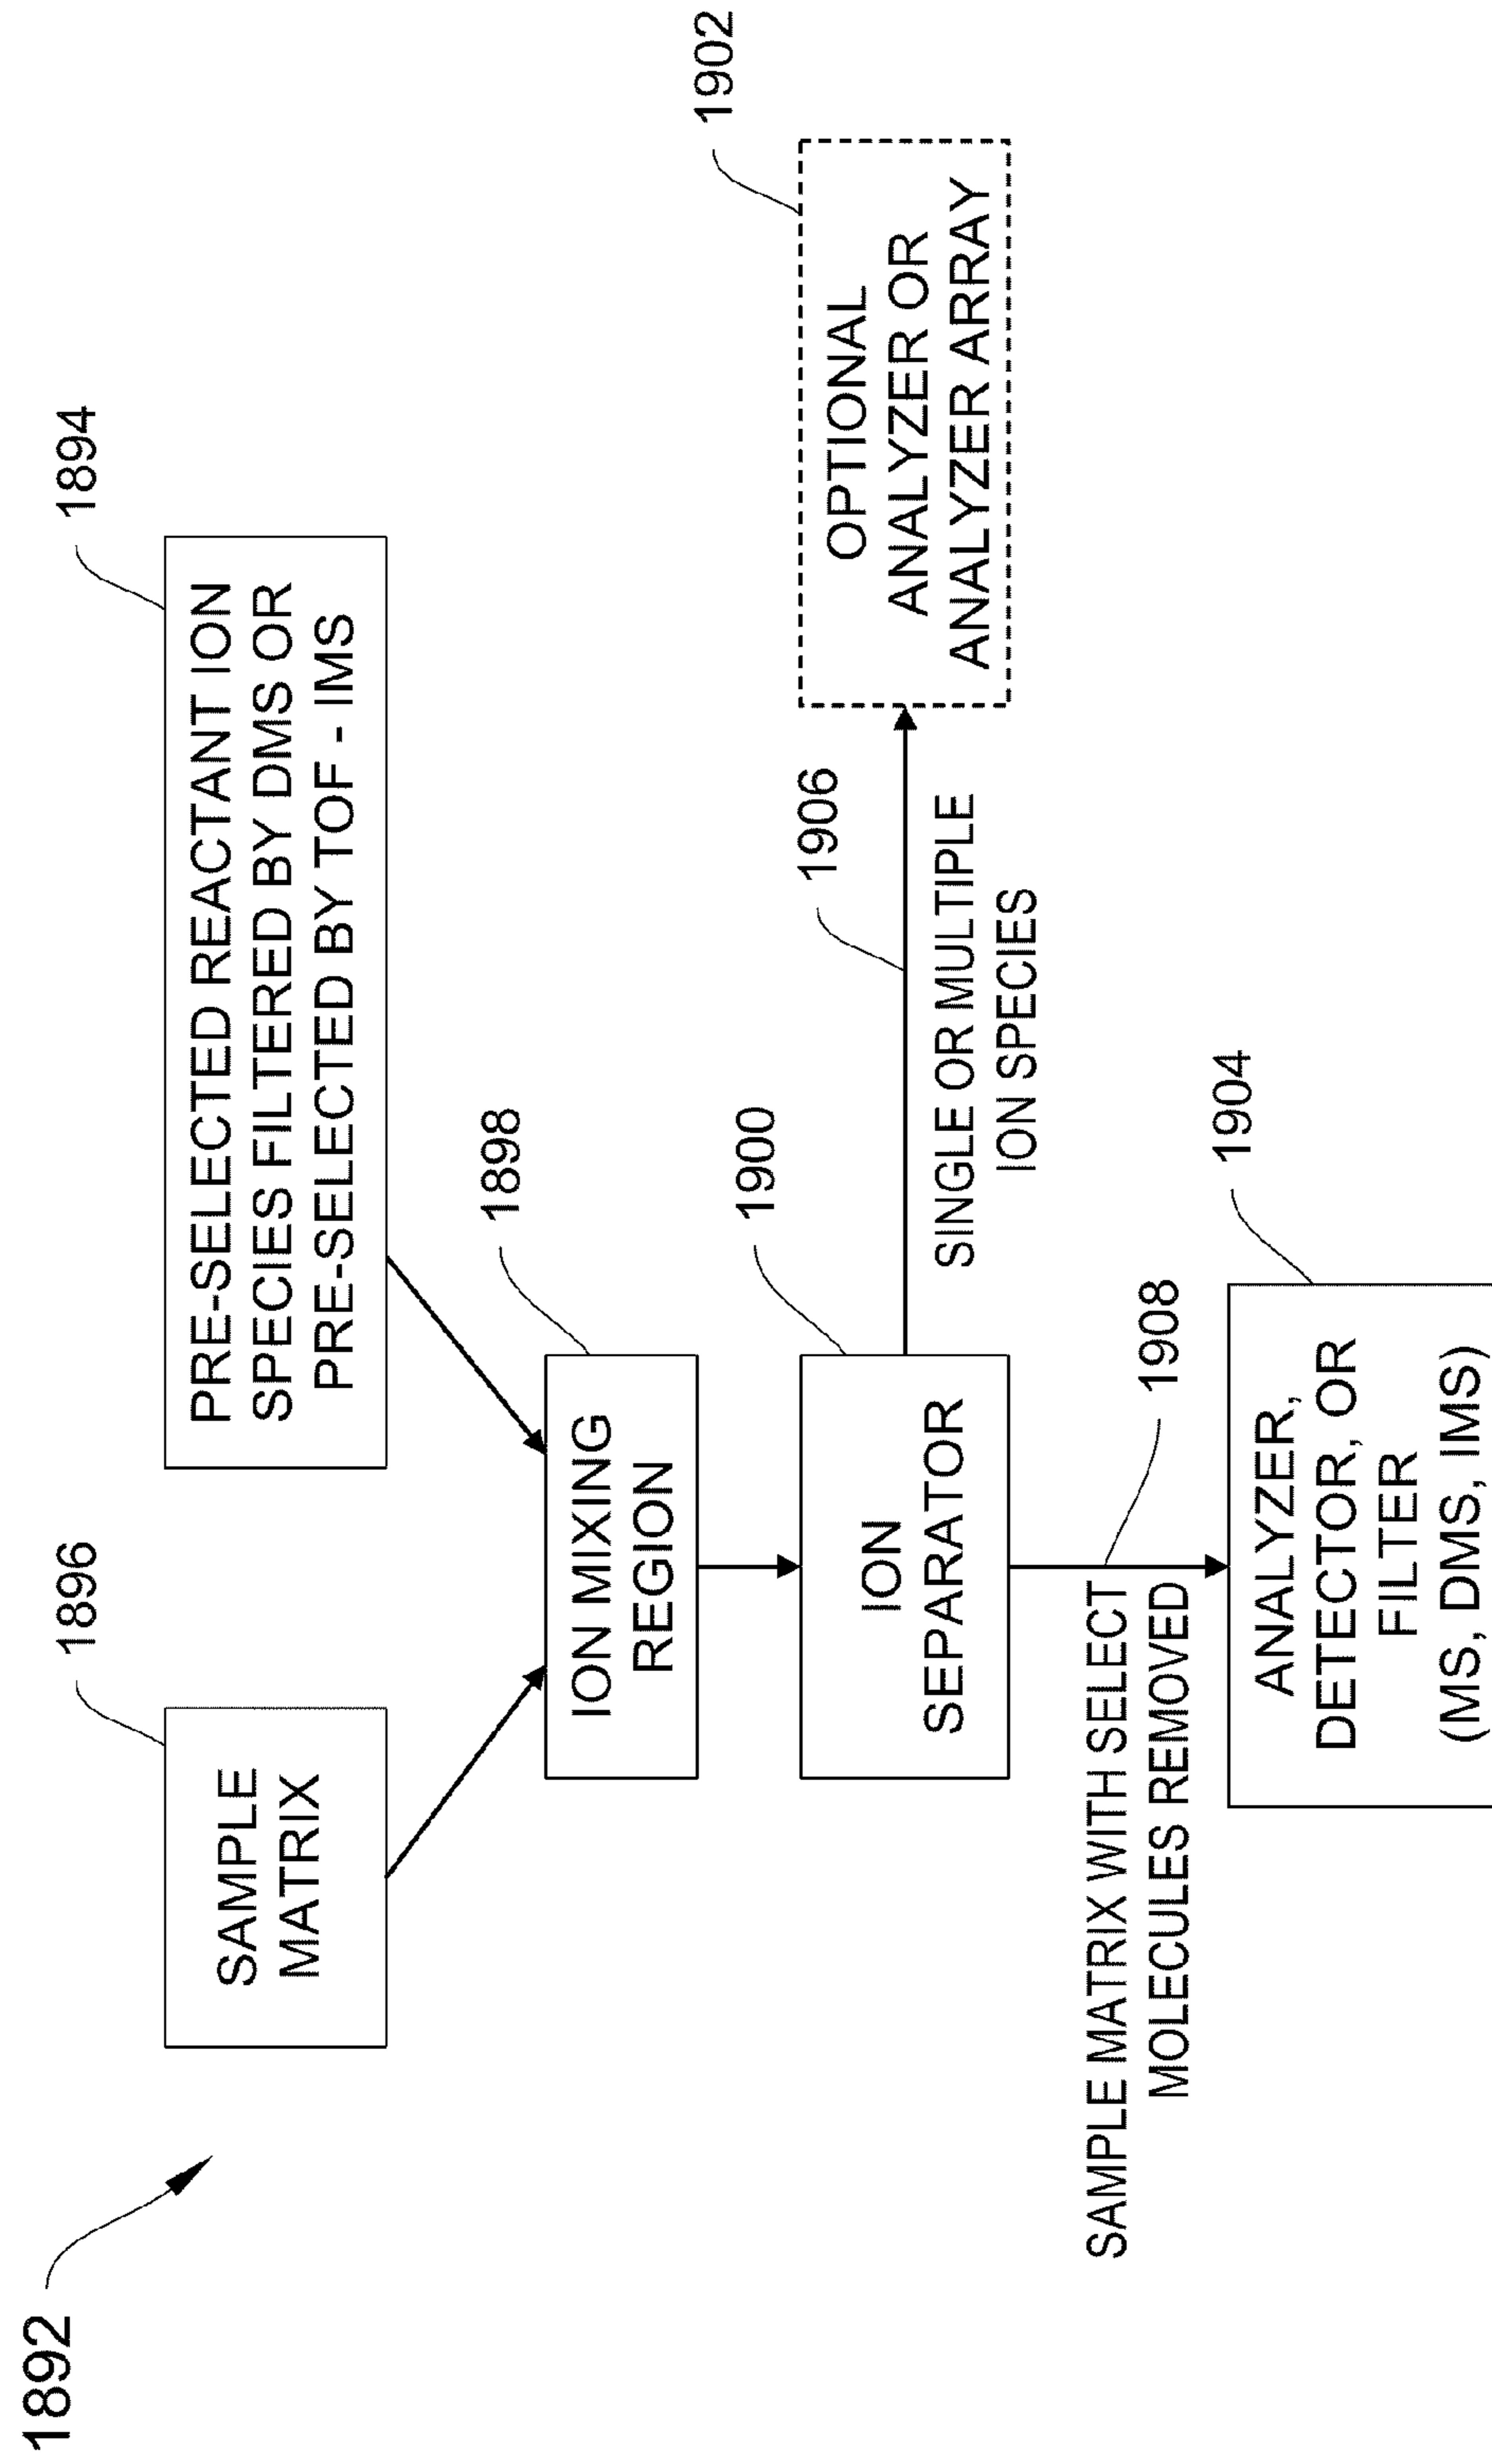 1892
1896
1894
SAMPLE
MATRIX
PRE-SELECTED REACTANT ION
SPECIES FILTERED BY DMS OR
PRE-SELECTED BY TOF - IMS
1898
ION MIXING
REGION
1900
ION
SEPARATOR
1906
SINGLE OR MULTIPLE
ION SPECIES
1902
OPTIONAL
ANALYZER OR
ANALYZER ARRAY
1908
SAMPLE MATRIX WITH SELECT
MOLECULES REMOVED
1904
ANALYZER,
DETECTOR, OR
FILTER
(MS, DMS, IMS)